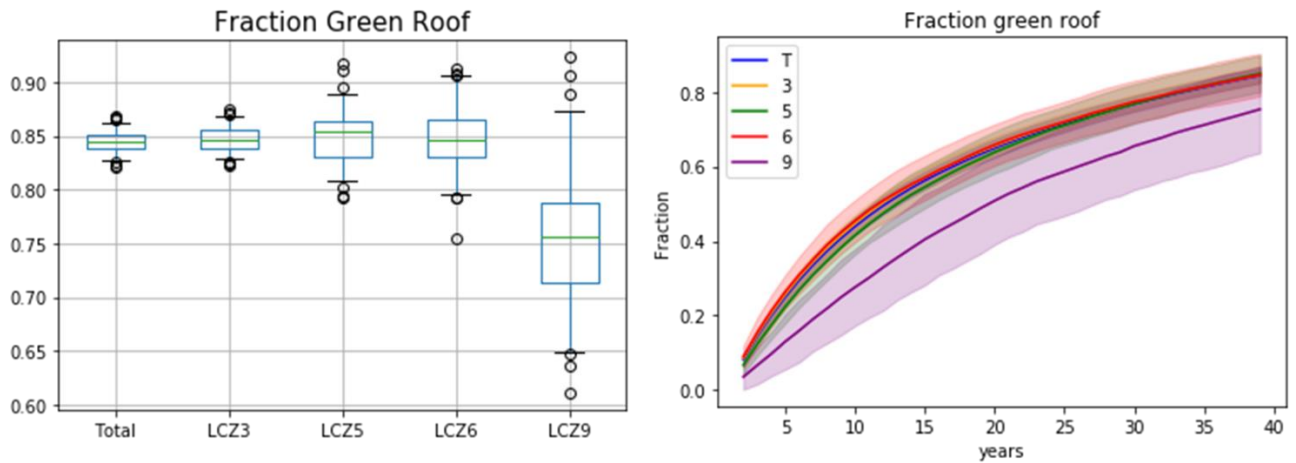 Fraction Green Roof
0.90
0.85
0.80
0.75
0.70
0.65
0.60
Total LCZ3 LCZ5 LCZ6 LCZ9
Fraction green roof
T
3
5
6
9
Fraction
0.8
0.6
0.4
0.2
0.0
5 10 15 20 25 30 35 40
years